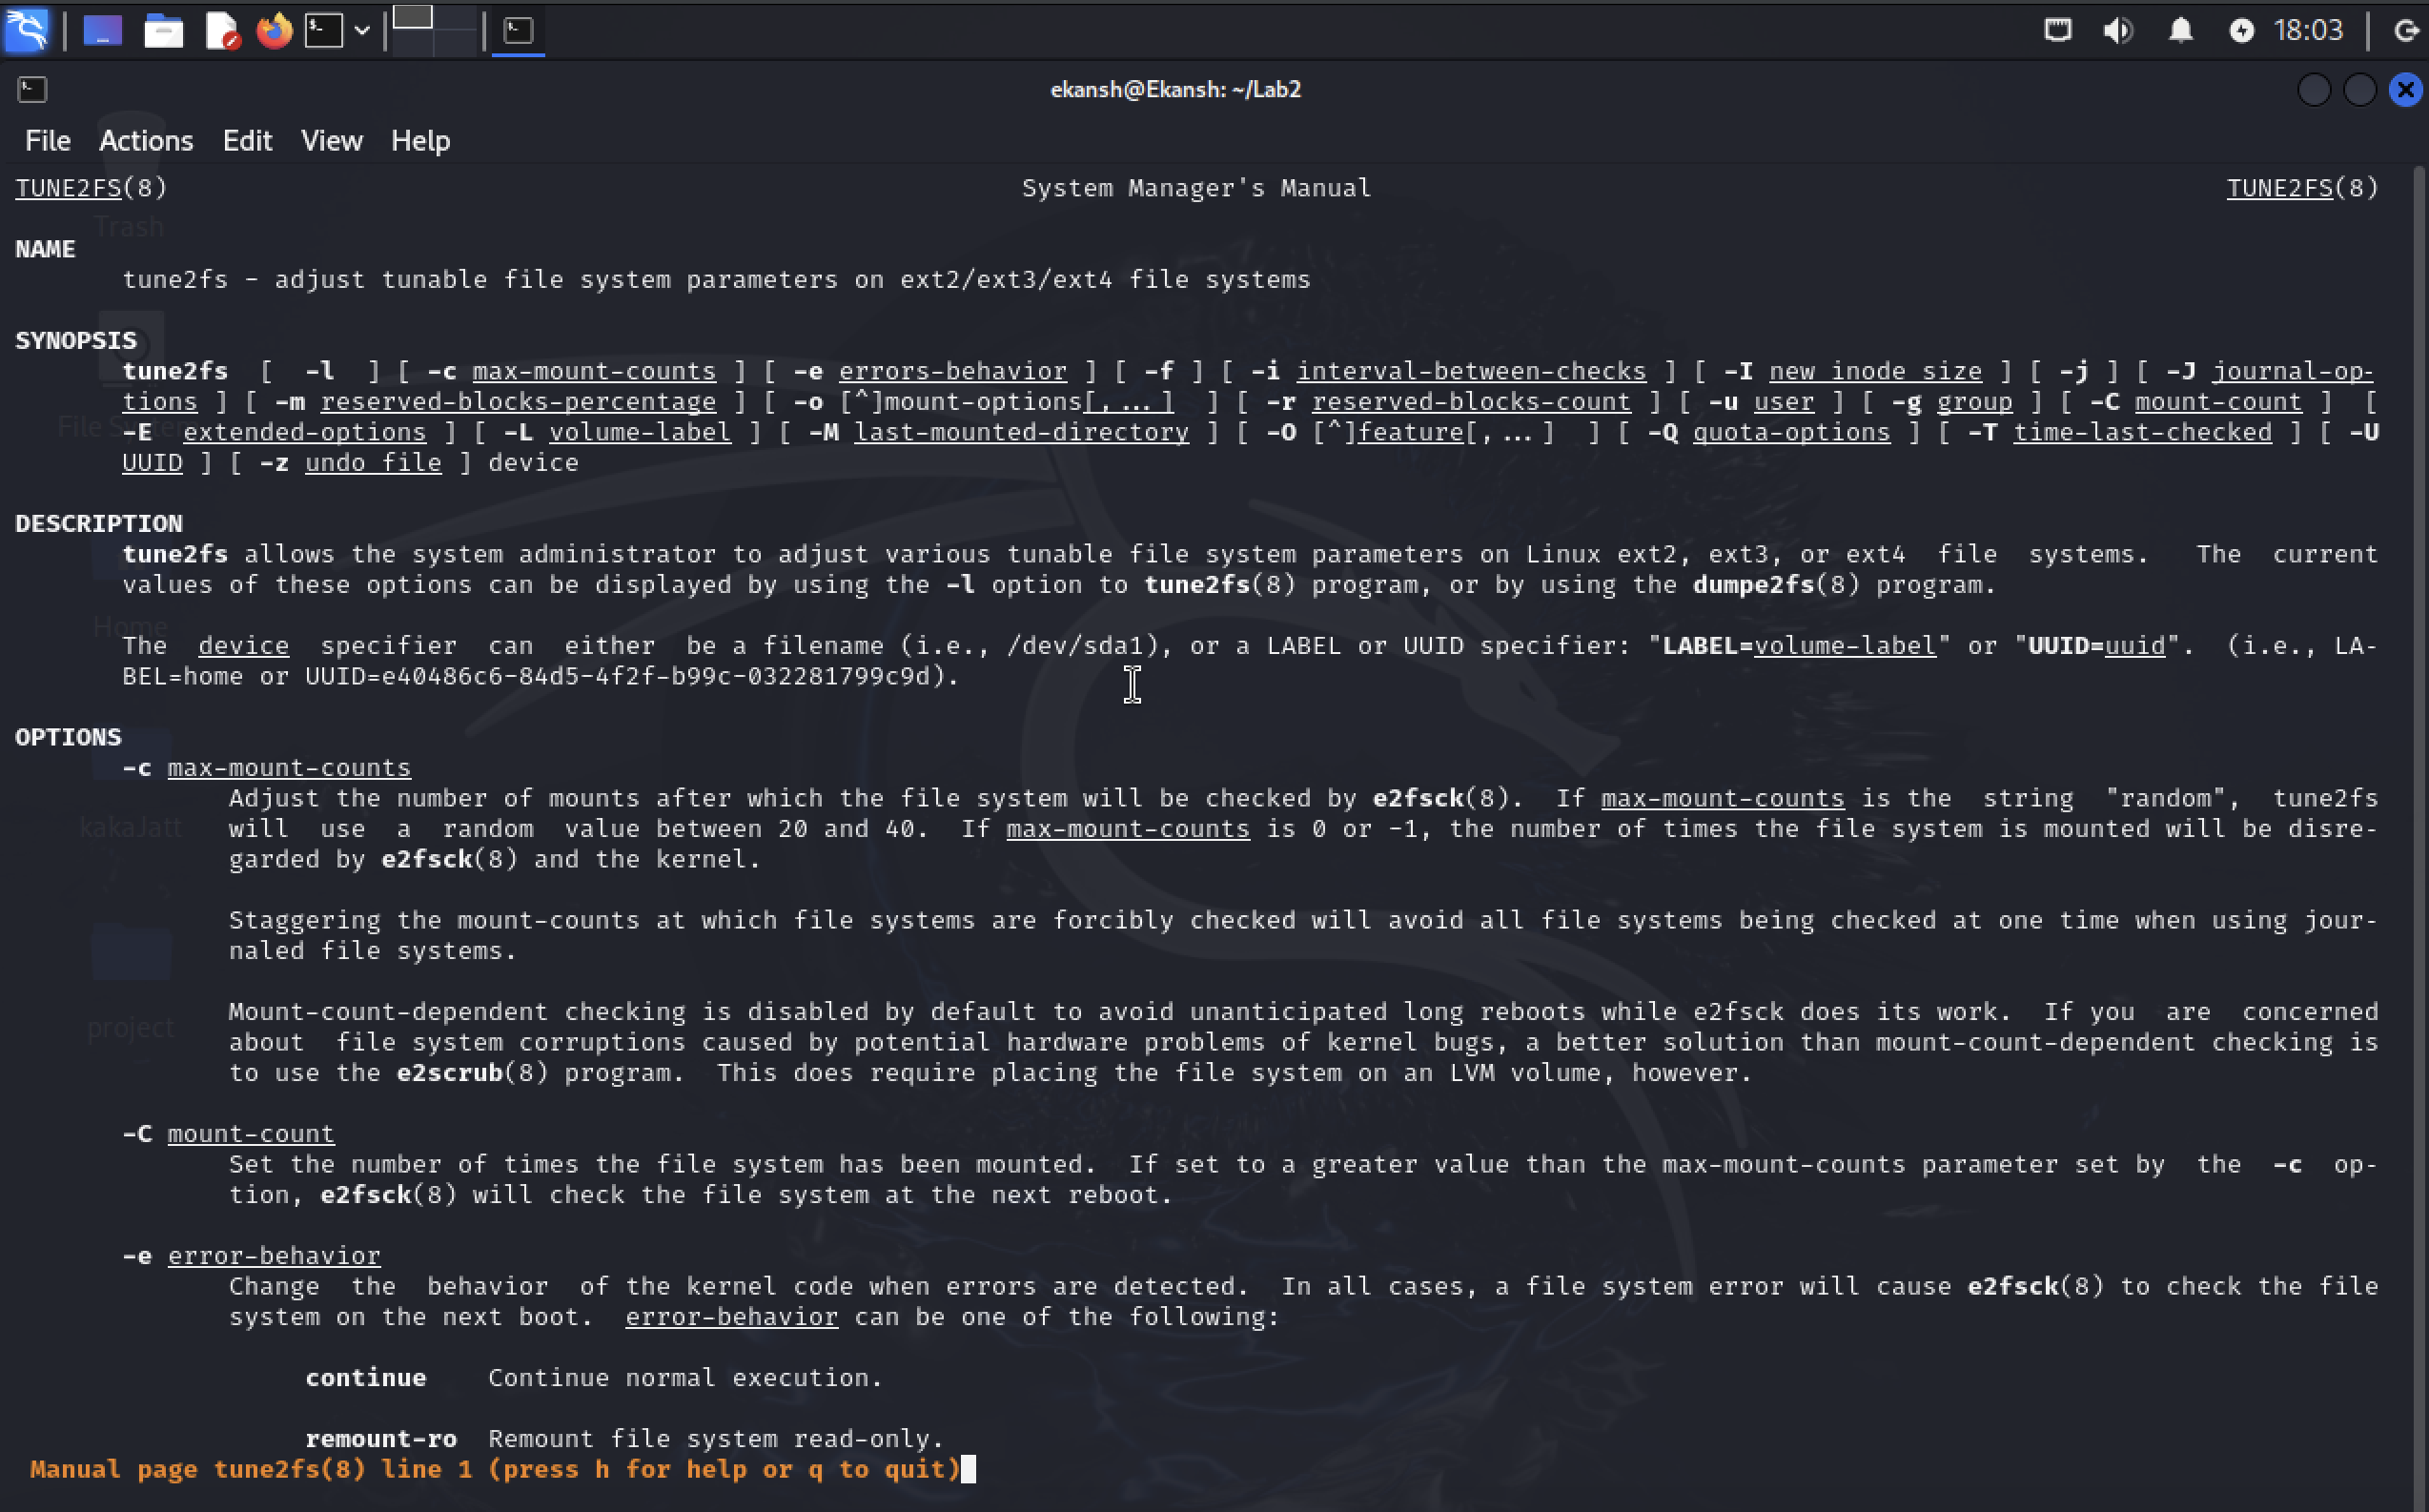 18:03
ekansh@Ekansh: ~/Lab2
File Actions Edit View Help
TUNE2FS(8) System Manager's Manual TUNE2FS(8)
Trash
NAME
tune2fs - adjust tunable file system parameters on ext2/ext3/ext4 file systems
SYNOPSIS
tune2fs [ -l ] [ -c max-mount-counts ] [ -e errors-behavior ] [ -f ] [ -i interval-between-checks ] [ -I new_inode_size ] [ -j ] [ -J journal-op-
tions ] [ -m reserved-blocks-percentage ] [ -o [^]mount-options[,...] ] [ -r reserved-blocks-count ] [ -u user ] [ -g group ] [ -C mount-count ] [
File System
-E extended-options ] [ -L volume-label ] [ -M last-mounted-directory ] [ -O [^]feature[,...] ] [ -Q quota-options ] [ -T time-last-checked ] [ -U
UUID ] [ -z undo_file ] device
DESCRIPTION
tune2fs allows the system administrator to adjust various tunable file system parameters on Linux ext2, ext3, or ext4 file systems. The current
values of these options can be displayed by using the -l option to tune2fs(8) program, or by using the dumpe2fs(8) program.
Home
The device specifier can either be a filename (i.e., /dev/sda1), or a LABEL or UUID specifier: "LABEL=volume-label" or "UUID=uuid". (i.e., LA-
BEL=home or UUID=e40486c6-84d5-4f2f-b99c-032281799c9d).
OPTIONS
-c max-mount-counts
Adjust the number of mounts after which the file system will be checked by e2fsck(8). If max-mount-counts is the string "random", tune2fs
kakaJatt
will use a random value between 20 and 40. If max-mount-counts is 0 or -1, the number of times the file system is mounted will be disre-
garded by e2fsck(8) and the kernel.
Staggering the mount-counts at which file systems are forcibly checked will avoid all file systems being checked at one time when using jour-
naled file systems.
Mount-count-dependent checking is disabled by default to avoid unanticipated long reboots while e2fsck does its work. If you are concerned
project
about file system corruptions caused by potential hardware problems of kernel bugs, a better solution than mount-count-dependent checking is
to use the e2scrub(8) program. This does require placing the file system on an LVM volume, however.
-C mount-count
Set the number of times the file system has been mounted. If set to a greater value than the max-mount-counts parameter set by the -c op-
tion, e2fsck(8) will check the file system at the next reboot.
-e error-behavior
Change the behavior of the kernel code when errors are detected. In all cases, a file system error will cause e2fsck(8) to check the file
system on the next boot. error-behavior can be one of the following:
continue Continue normal execution.
remount-ro Remount file system read-only.
Manual page tune2fs(8) line 1 (press h for help or q to quit)